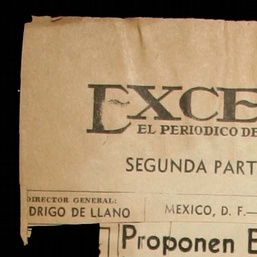 EXCE
EL PERIODICO DE
SEGUNDA PART
DIRECTOR GENERAL:
DRIGO DE LLANO
MEXICO, D. F.—
Proponen E